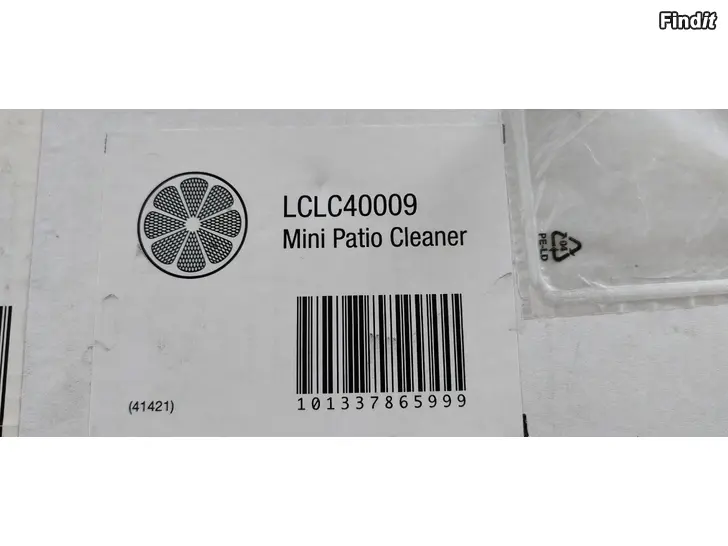 Findit
LCLC40009
Mini Patio Cleaner
04
PE-LD
(41421)
101337865999